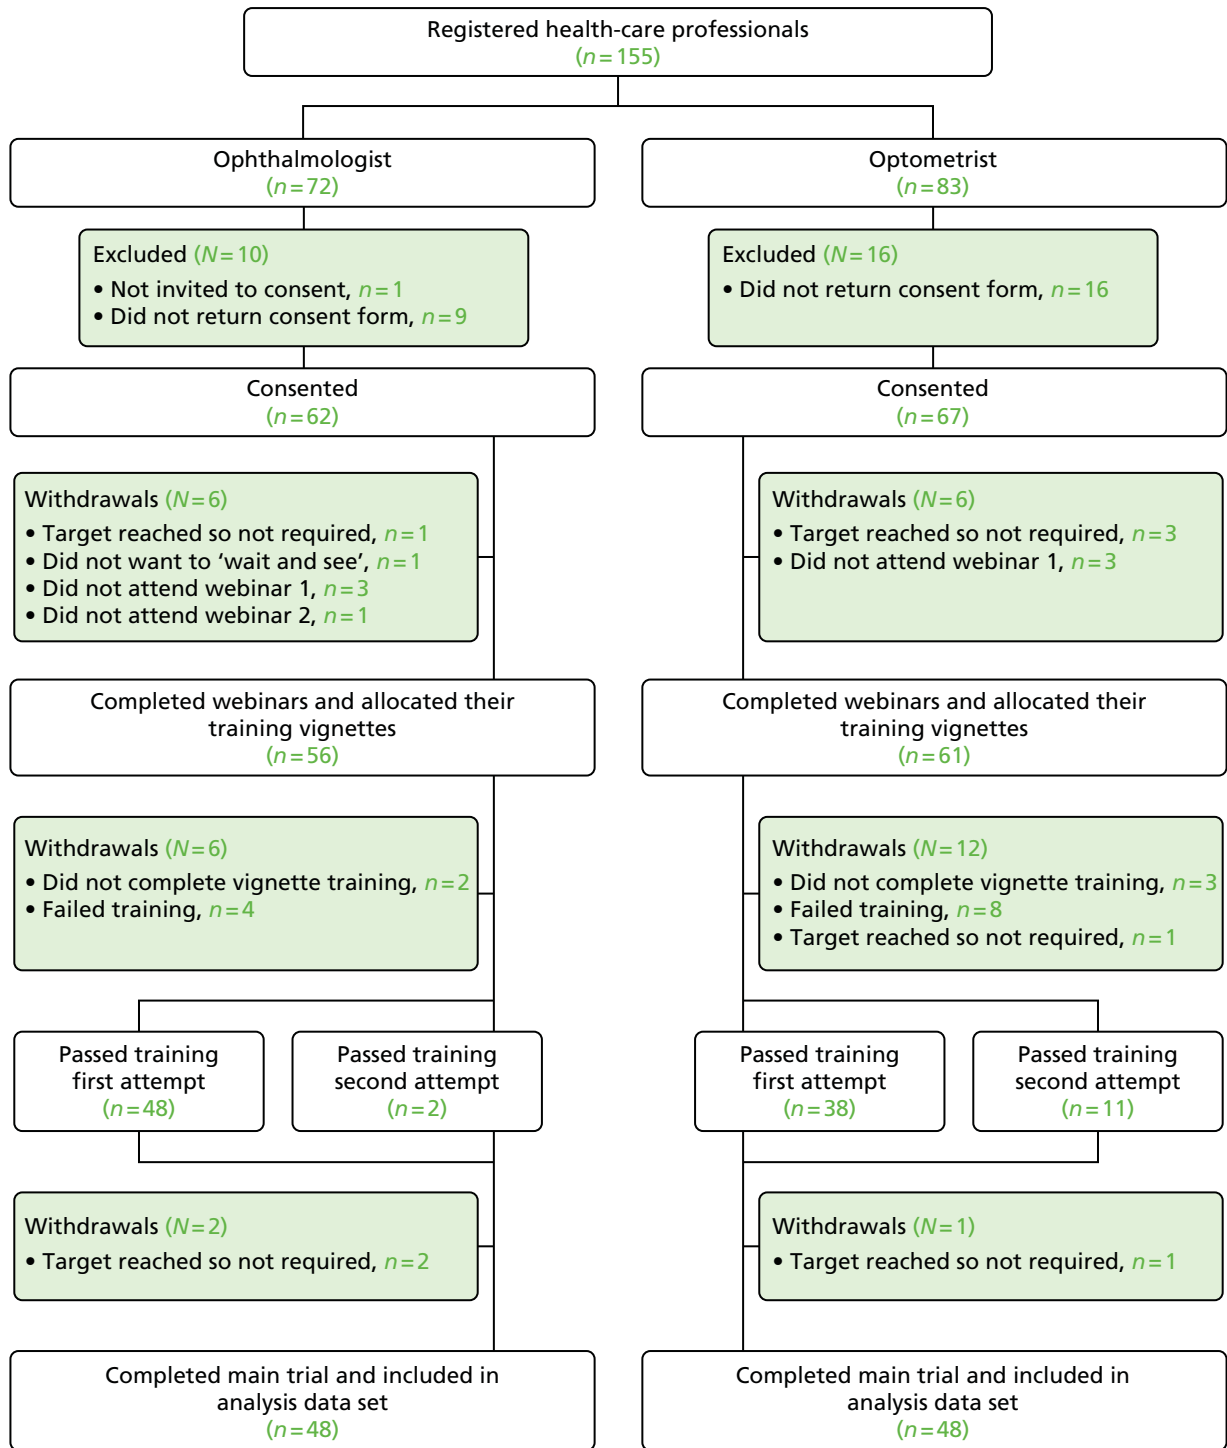 Registered health-care professionals
(n=155)
Ophthalmologist
(n=72)
Optometrist
(n=83)
Excluded (N=10)
• Not invited to consent, n=1
• Did not return consent form, n=9
Excluded (N=16)
• Did not return consent form, n=16
Consented
(n=62)
Consented
(n=67)
Withdrawals (N=6)
• Target reached so not required, n=1
• Did not want to ‘wait and see’, n=1
• Did not attend webinar 1, n=3
• Did not attend webinar 2, n=1
Withdrawals (N=6)
• Target reached so not required, n=3
• Did not attend webinar 1, n=3
Completed webinars and allocated their
training vignettes
(n=56)
Completed webinars and allocated their
training vignettes
(n=61)
Withdrawals (N=6)
• Did not complete vignette training, n=2
• Failed training, n=4
Withdrawals (N=12)
• Did not complete vignette training, n=3
• Failed training, n=8
• Target reached so not required, n=1
Passed training
first attempt
(n=48)
Passed training
second attempt
(n=2)
Passed training
first attempt
(n=38)
Passed training
second attempt
(n=11)
Withdrawals (N=2)
• Target reached so not required, n=2
Withdrawals (N=1)
• Target reached so not required, n=1
Completed main trial and included in
analysis data set
(n=48)
Completed main trial and included in
analysis data set
(n=48)